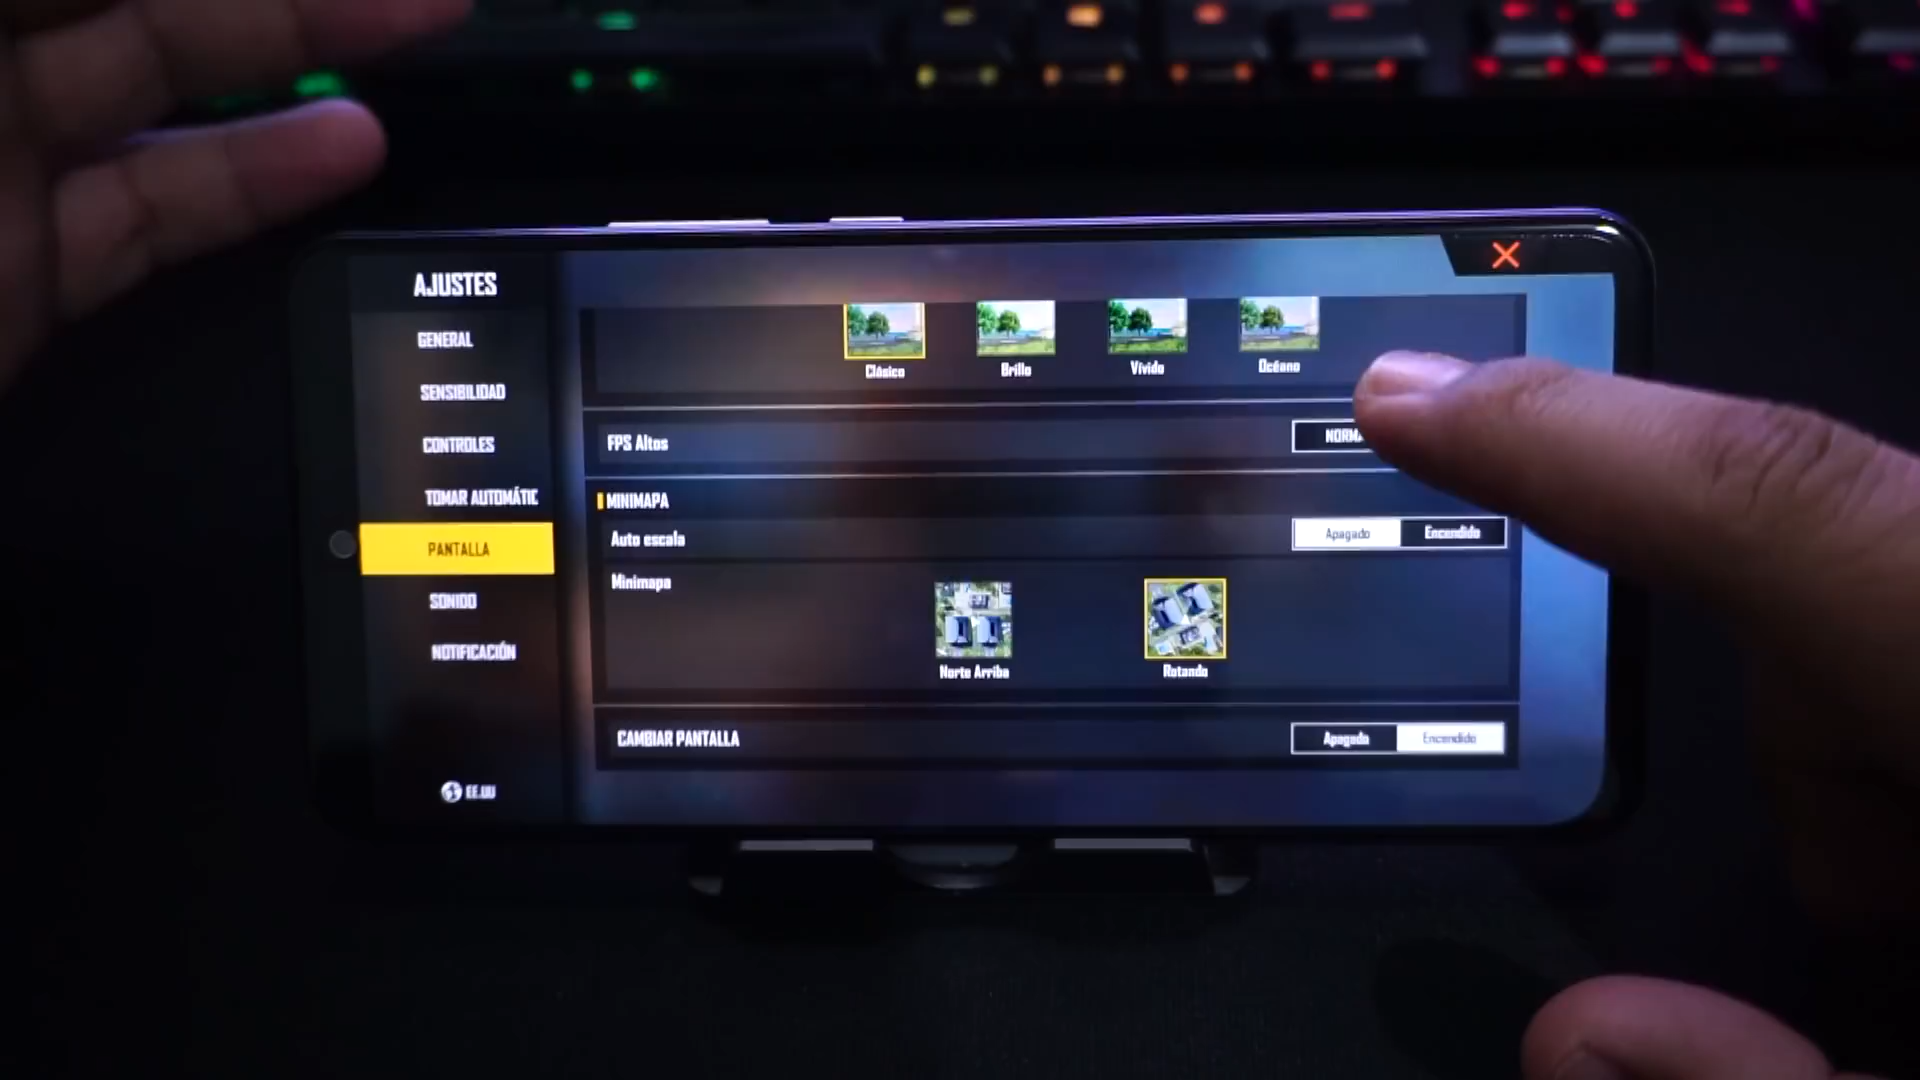 AJUSTES
GENERAL
SENSIBILIDAD
CONTROLES
TOMAR AUTOMÁTIC
PANTALLA
SONIDO
NOTIFICACIÓN
EE.UU
Clásico
Brillo
Vívido
Océano
FPS Altos
NORMA
MINIMAPA
Auto escala
Apagado
Encendido
Minimapa
Norte Arriba
Rotando
CAMBIAR PANTALLA
Apagado
Encendido